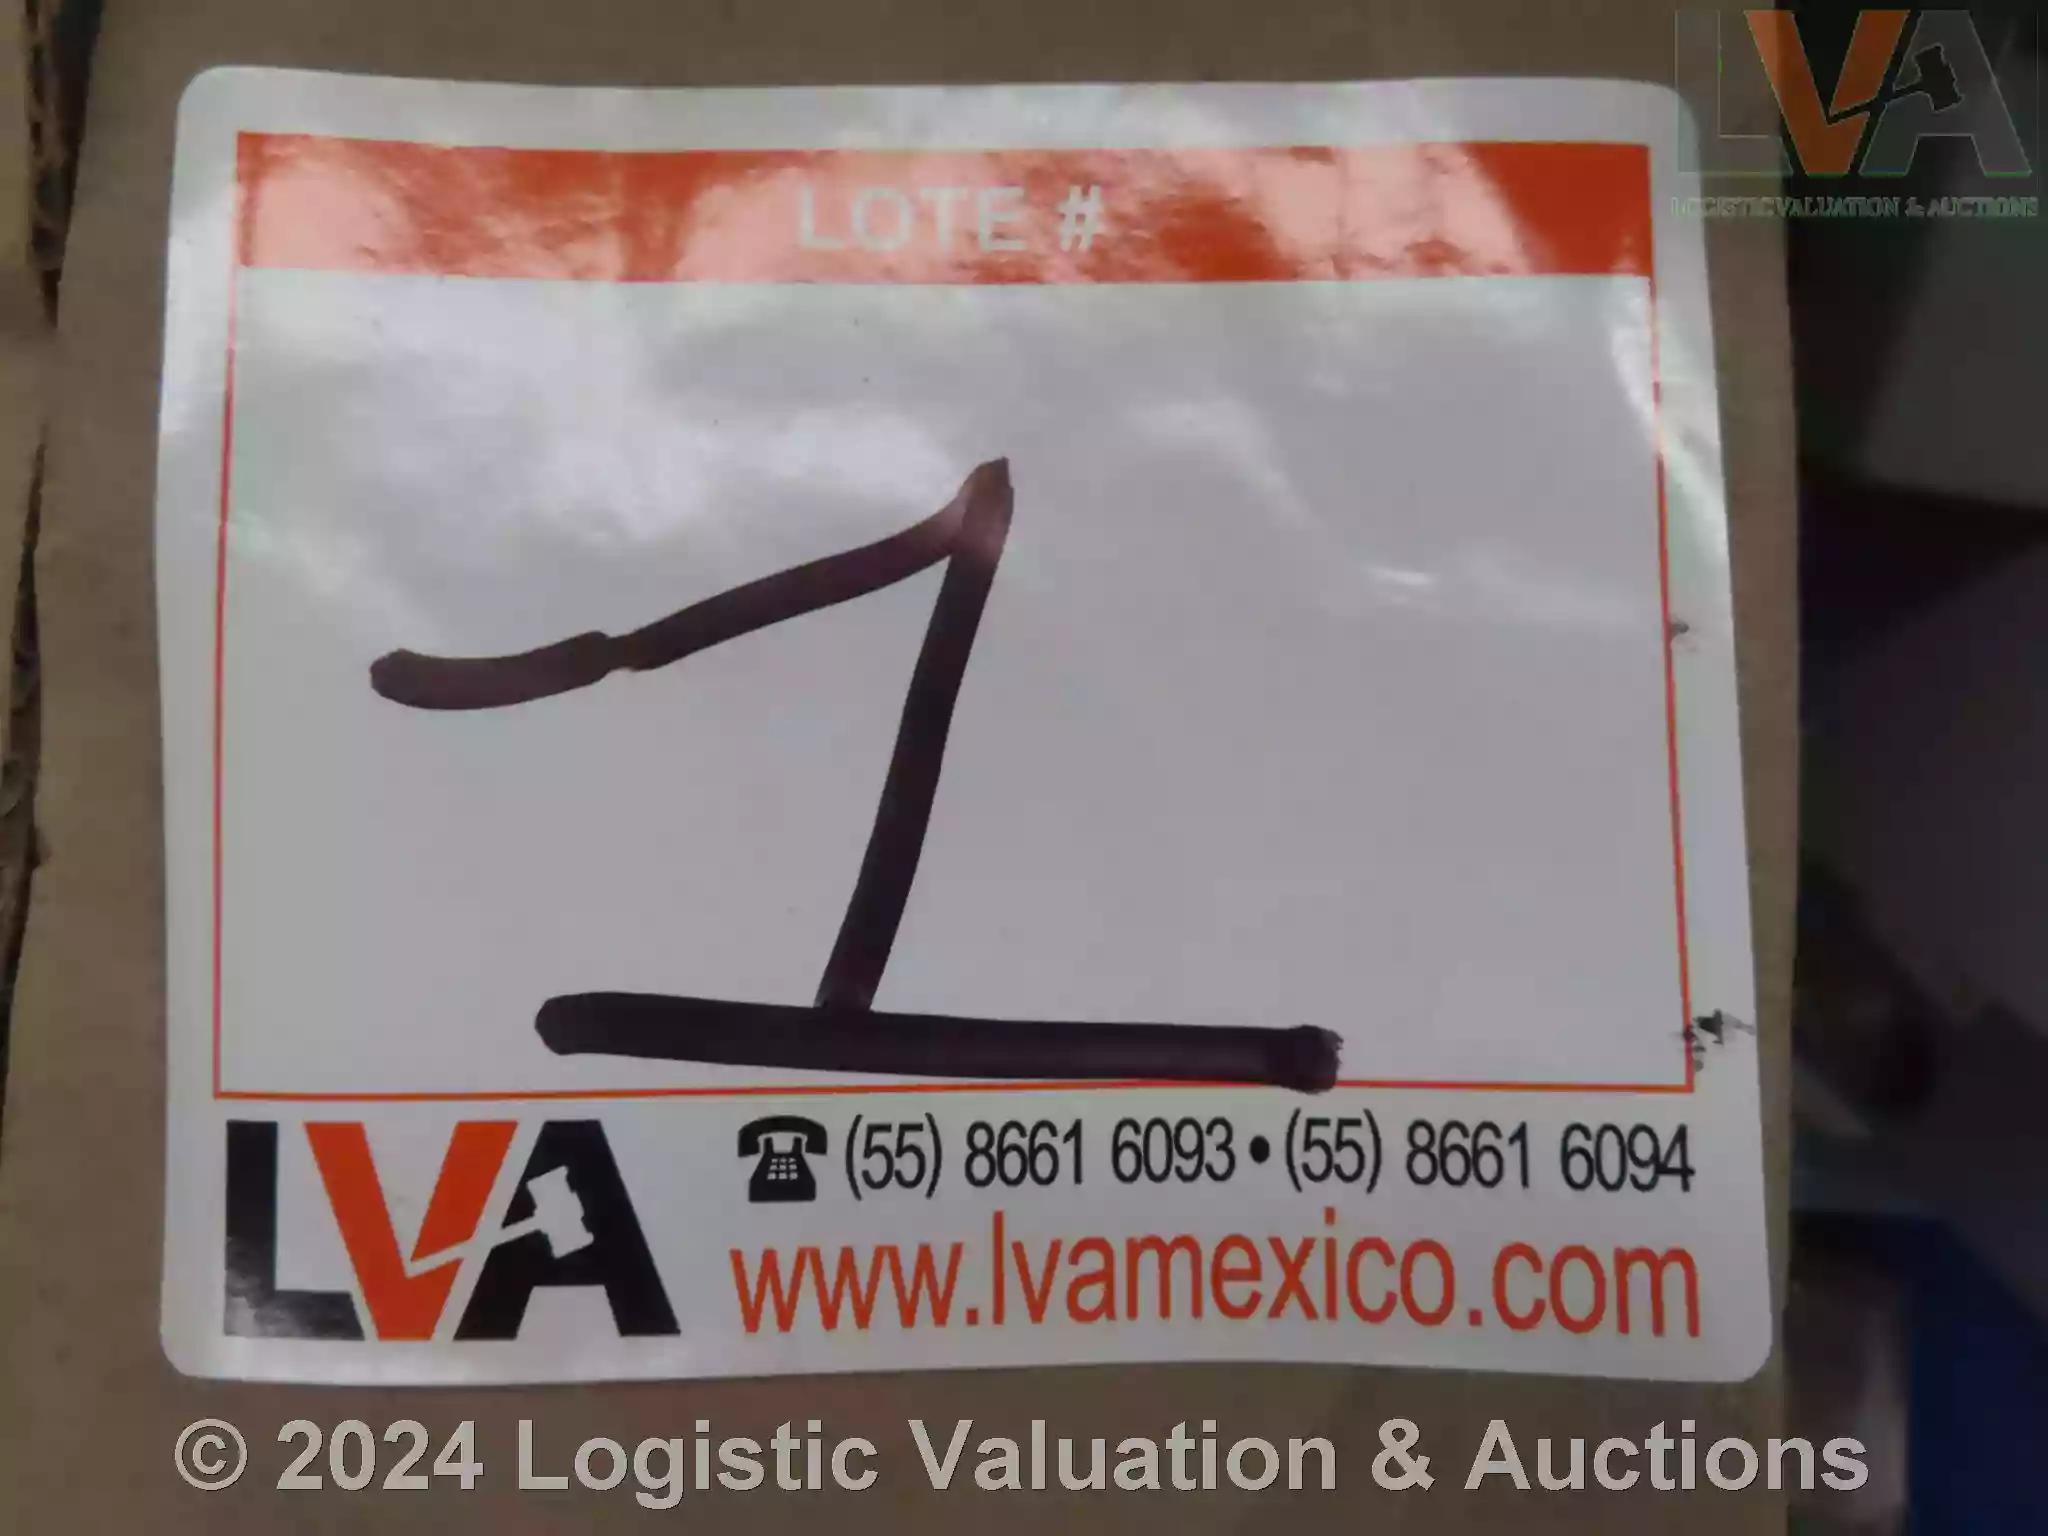 LVA
LOGISTIC VALUATION & AUCTIONS
LOTE #
1
LVA
(55) 8661 6093 • (55) 8661 6094
www.lvamexico.com
© 2024 Logistic Valuation & Auctions